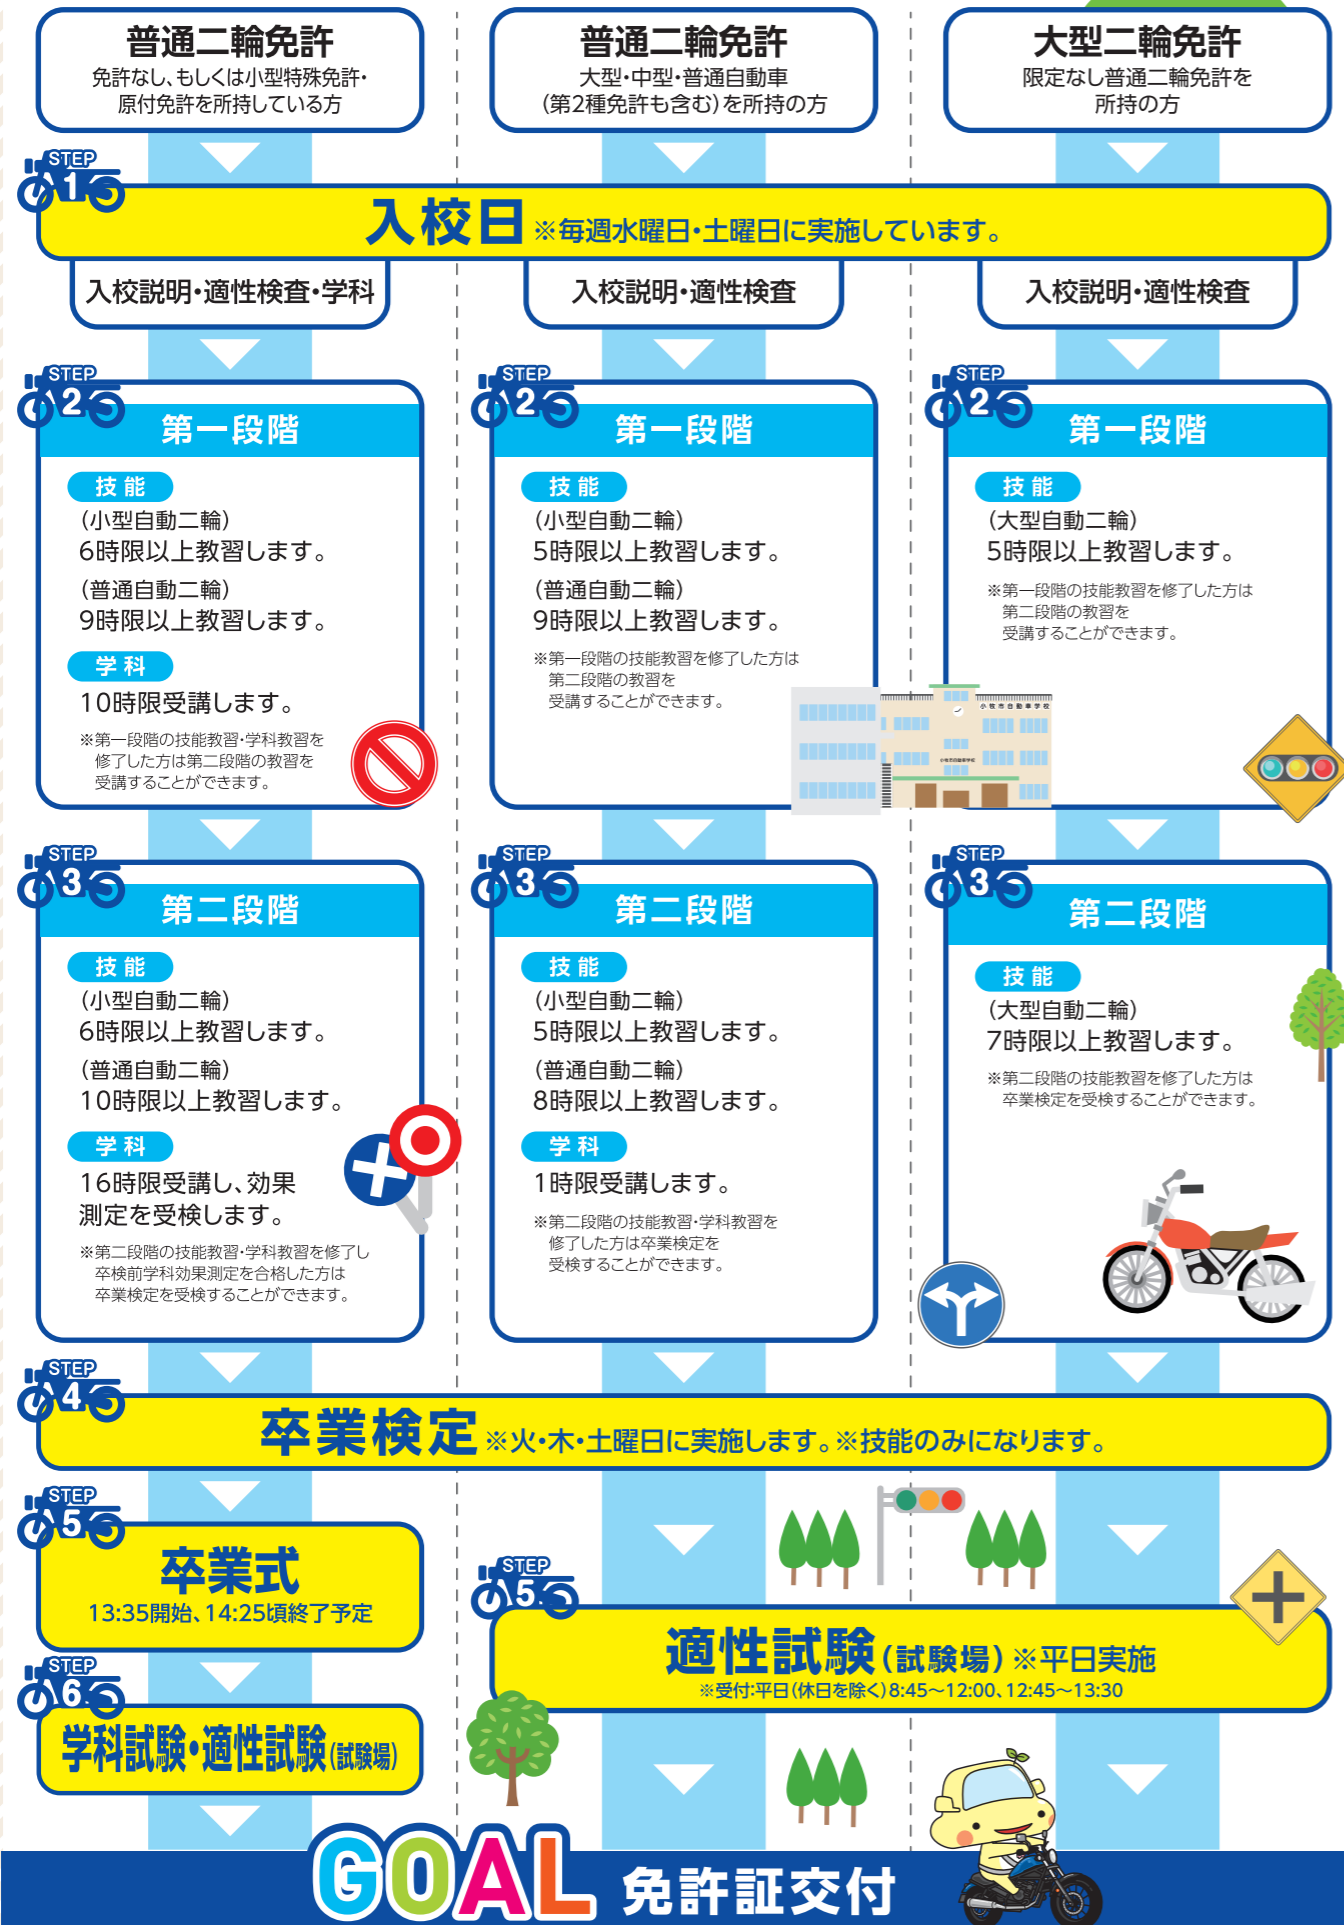 普通二輪免許
免許なし、もしくは小型特殊免許・
原付免許を所持している方
普通二輪免許
大型・中型・普通自動車
(第2種免許も含む)を所持の方
大型二輪免許
限定なし普通二輪免許を
所持の方
STEP
1
入校日 ※毎週水曜日・土曜日に実施しています。
入校説明・適性検査・学科
入校説明・適性検査
入校説明・適性検査
STEP
2
第一段階
技能
(小型自動二輪)
6時限以上教習します。
(普通自動二輪)
9時限以上教習します。
学科
10時限受講します。
※第一段階の技能教習・学科教習を
修了した方は第二段階の教習を
受講することができます。
STEP
2
第一段階
技能
(小型自動二輪)
5時限以上教習します。
(普通自動二輪)
9時限以上教習します。
※第一段階の技能教習を修了した方は
第二段階の教習を
受講することができます。
小牧市自動車学校
小牧市自動車学校
STEP
2
第一段階
技能
(大型自動二輪)
5時限以上教習します。
※第一段階の技能教習を修了した方は
第二段階の教習を
受講することができます。
STEP
3
第二段階
技能
(小型自動二輪)
6時限以上教習します。
(普通自動二輪)
10時限以上教習します。
学科
16時限受講し、効果
測定を受検します。
※第二段階の技能教習・学科教習を修了し
卒検前学科効果測定を合格した方は
卒業検定を受検することができます。
STEP
3
第二段階
技能
(小型自動二輪)
5時限以上教習します。
(普通自動二輪)
8時限以上教習します。
学科
1時限受講します。
※第二段階の技能教習・学科教習を
修了した方は卒業検定を
受検することができます。
STEP
3
第二段階
技能
(大型自動二輪)
7時限以上教習します。
※第二段階の技能教習を修了した方は
卒業検定を受検することができます。
STEP
4
卒業検定 ※火・木・土曜日に実施します。※技能のみになります。
STEP
5
卒業式
13:35開始、14:25頃終了予定
STEP
6
学科試験・適性試験(試験場)
STEP
5
適性試験(試験場)※平日実施
※受付:平日(休日を除く)8:45〜12:00、12:45〜13:30
GOAL 免許証交付